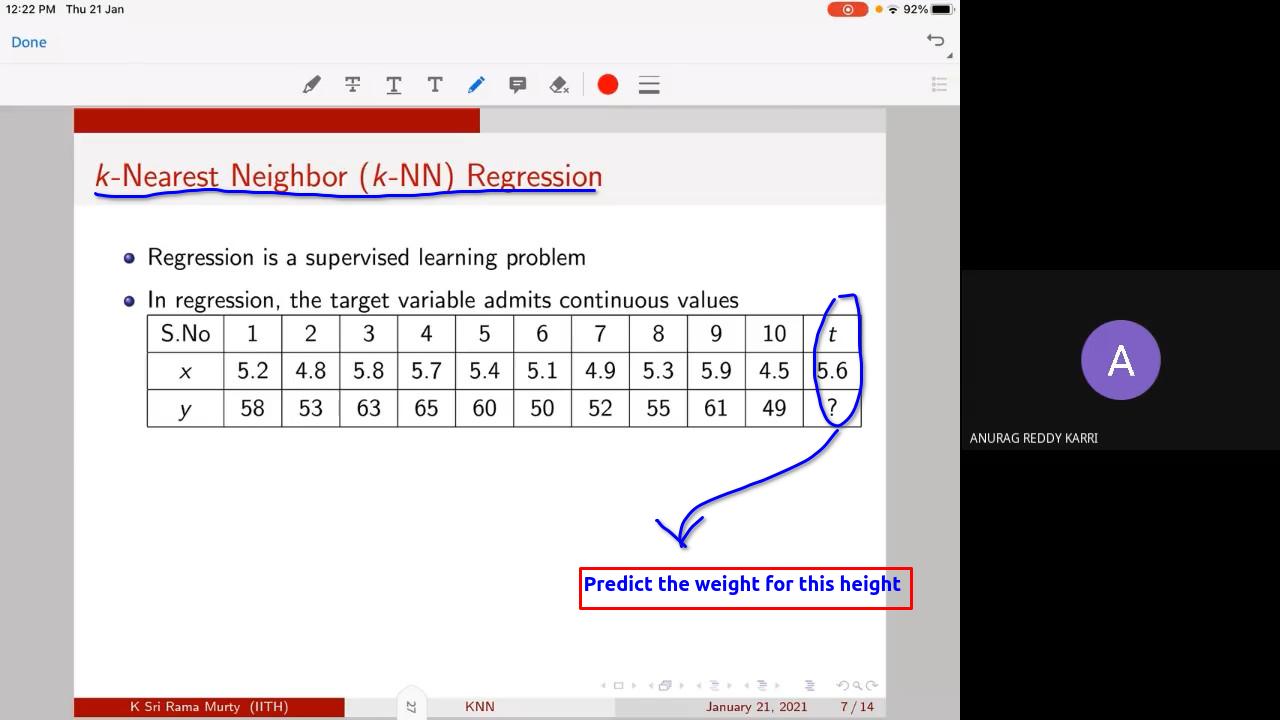 12:22 PM Thu 21 Jan
92%
Done
T T T
k-Nearest Neighbor (k-NN) Regression
Regression is a supervised learning problem
In regression, the target variable admits continuous values
S.No 1 2 3 4 5 6 7 8 9 10 t
x 5.2 4.8 5.8 5.7 5.4 5.1 4.9 5.3 5.9 4.5 5.6
y 58 53 63 65 60 50 52 55 61 49 ?
Predict the weight for this height
A
ANURAG REDDY KARRI
K Sri Rama Murty (IITH) 27 KNN January 21, 2021 7 / 14